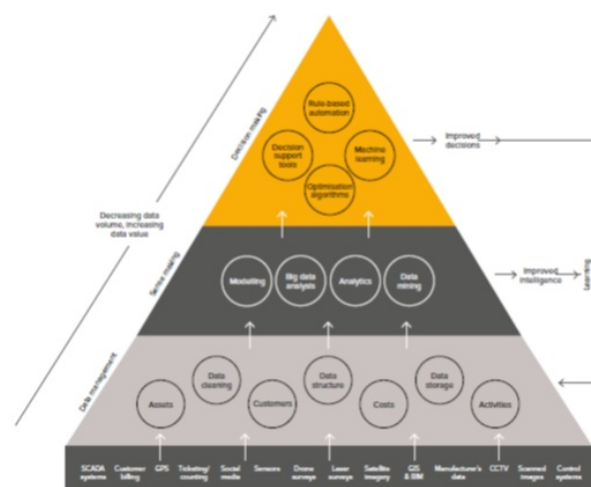 Rule-based
automation
Decision
support
tools
Machine
learning
Optimisation
algorithms
Decision making
Improved
decisions
Decreasing data
volume, increasing
data value
Modelling
Big data
analysis
Analytics
Data
mining
Sense making
Improved
intelligence
Learning
Data
cleaning
Data
structure
Data
storage
Assets
Customers
Costs
Activities
Data management
SCADA
systems
Customer
billing
GPS
Ticketing/
counting
Social
media
Sensors
Drone
surveys
Laser
surveys
Satellite
imagery
GIS
& BIM
Manufacturer's
data
CCTV
Scanned
images
Control
systems